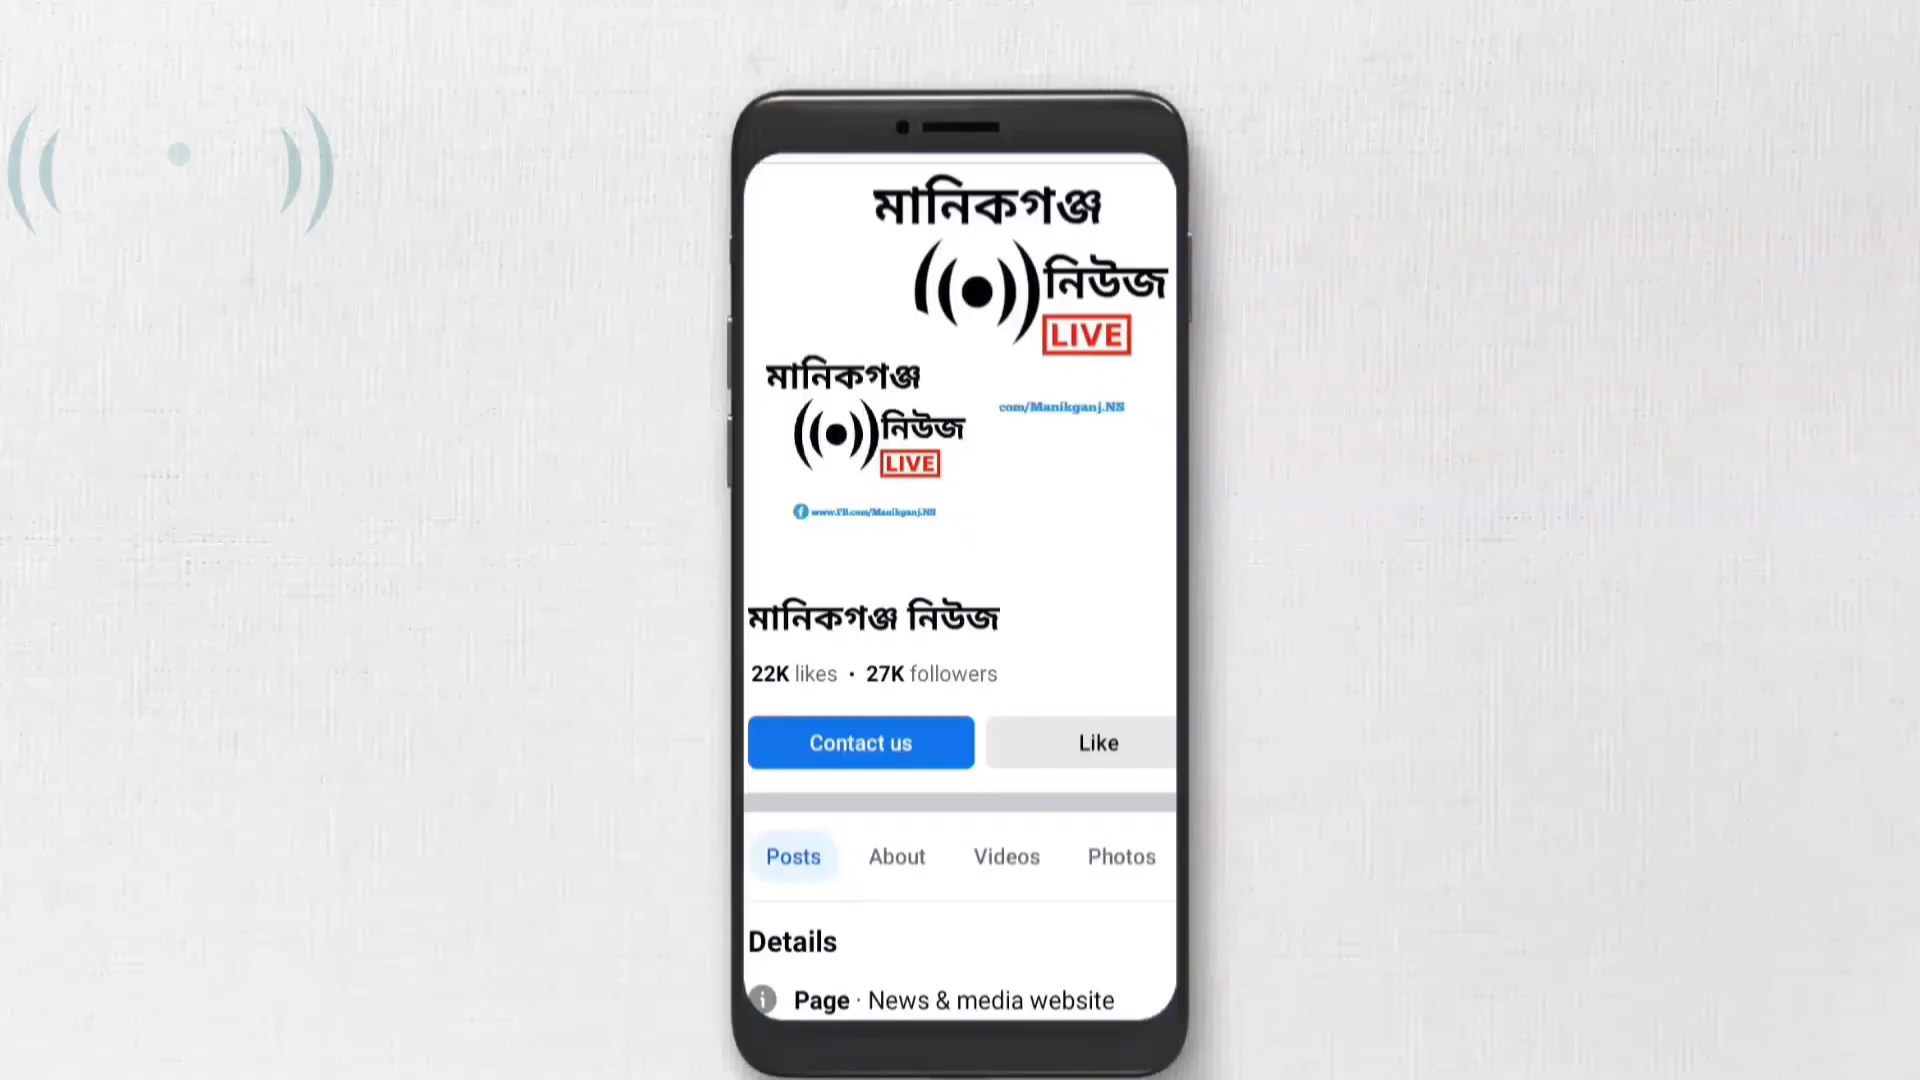 মানিকগঞ্জ
নিউজ
LIVE
com/Manikganj.NS
মানিকগঞ্জ
নিউজ
LIVE
www.FB.com/Manikganj.NS
মানিকগঞ্জ নিউজ
22K likes · 27K followers
Contact us
Like
Posts
About
Videos
Photos
Details
Page · News & media website